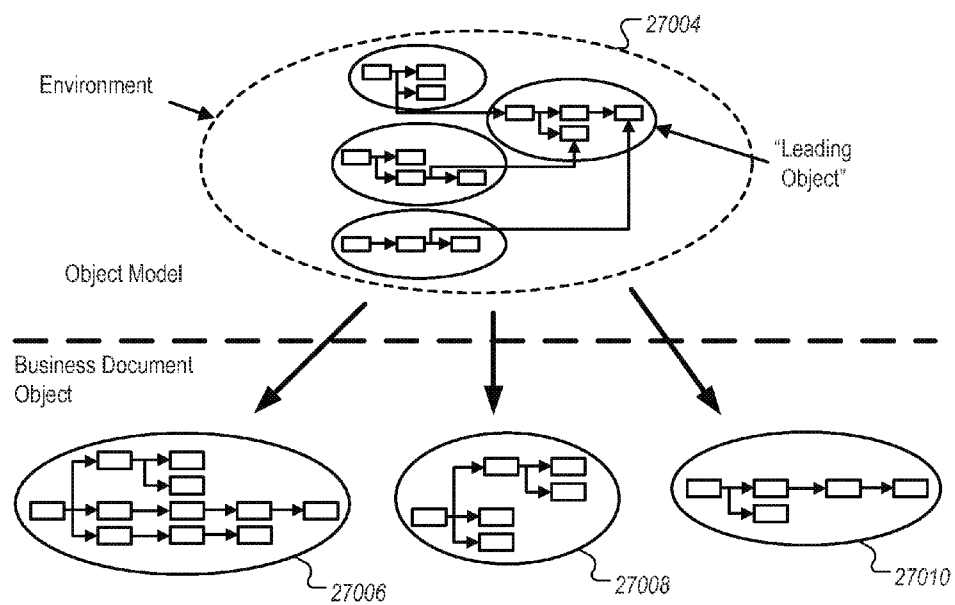 27004
Environment
"Leading
Object"
Object Model
Business Document
Object
27006
27008
27010